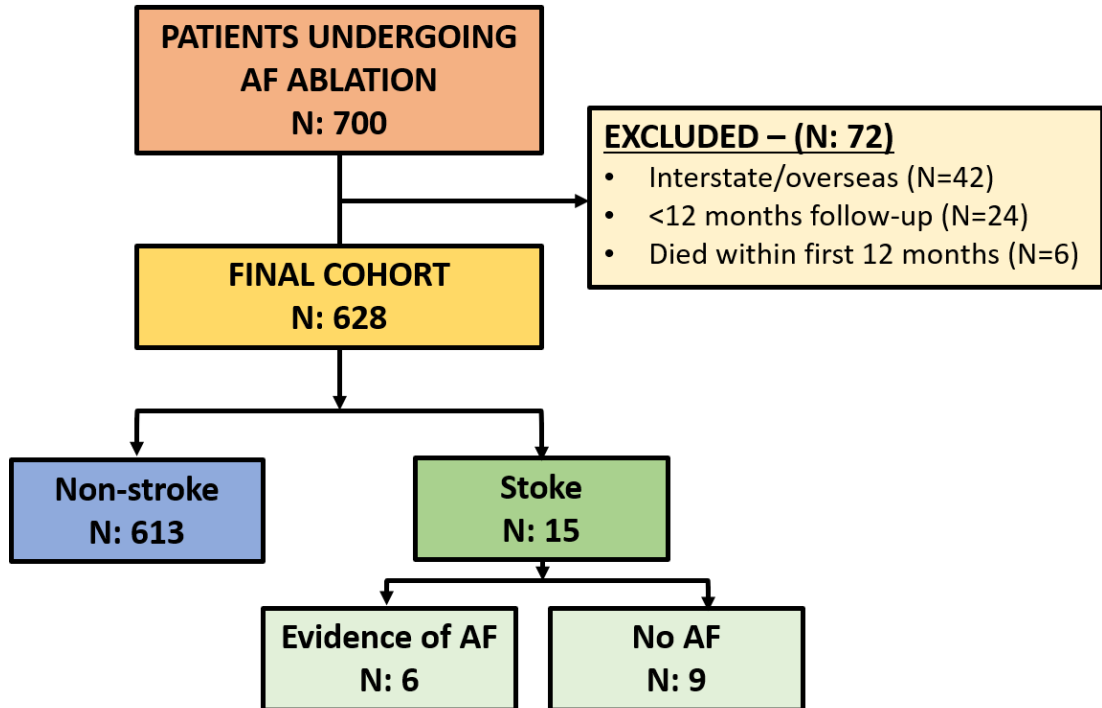 PATIENTS UNDERGOING
AF ABLATION
N: 700
EXCLUDED – (N: 72)
• Interstate/overseas (N=42)
• <12 months follow-up (N=24)
• Died within first 12 months (N=6)
FINAL COHORT
N: 628
Non-stroke
N: 613
Stoke
N: 15
Evidence of AF
N: 6
No AF
N: 9